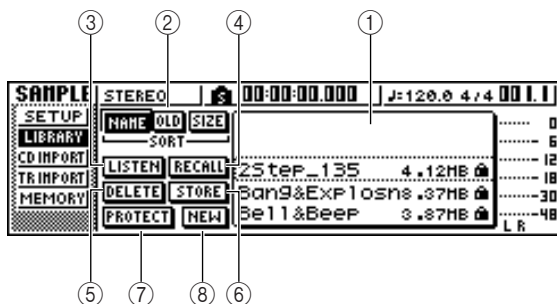 ③ ② ④ ①
SAMPLE STEREO S 00:00:00.000 ♩=120.0 4/4 001.1
SETUP NAME OLD SIZE 0
LIBRARY SORT 6
CD IMPORT LISTEN RECALL 12
TR IMPORT 2Step_135 4.12MB 18
MEMORY DELETE STORE Bang&Explosns.37MB 30
PROTECT NEW Bell&Beep 3.87MB 48
L R
⑤ ⑦ ⑧ ⑥